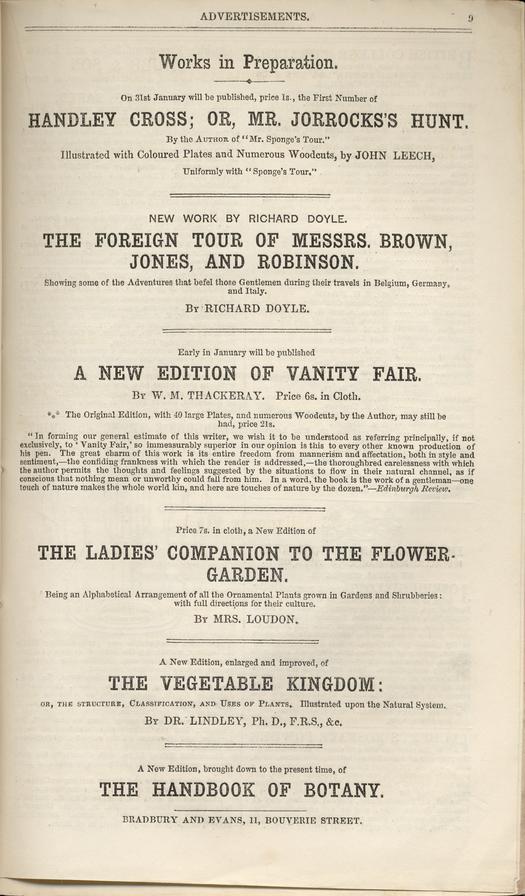 ADVERTISEMENTS. 9
Works in Preparation.
On 31st January will be published, price 1s., the First Number of
HANDLEY CROSS; OR, MR. JORROCKS'S HUNT.
By the AUTHOR of "Mr. Sponge's Tour."
Illustrated with Coloured Plates and Numerous Woodcuts, by JOHN LEECH,
Uniformly with "Sponge's Tour."
NEW WORK BY RICHARD DOYLE.
THE FOREIGN TOUR OF MESSRS. BROWN,
JONES, AND ROBINSON.
Showing some of the Adventures that befel those Gentlemen during their travels in Belgium, Germany,
and Italy.
BY RICHARD DOYLE.
Early in January will be published
A NEW EDITION OF VANITY FAIR.
BY W. M. THACKERAY. Price 6s. in Cloth.
*** The Original Edition, with 40 large Plates, and numerous Woodcuts, by the Author, may still be
had, price 21s.
"In forming our general estimate of this writer, we wish it to be understood as referring principally, if not
exclusively, to 'Vanity Fair,' so immeasurably superior in our opinion is this to every other known production of
his pen. The great charm of this work is its entire freedom from mannerism and affectation, both in style and
sentiment,—the confiding frankness with which the reader is addressed,—the thoroughbred carelessness with which
the author permits the thoughts and feelings suggested by the situations to flow in their natural channel, as if
conscious that nothing mean or unworthy could fall from him. In a word, the book is the work of a gentleman—one
touch of nature makes the whole world kin, and here are touches of nature by the dozen."—Edinburgh Review.
Price 7s. in cloth, a New Edition of
THE LADIES' COMPANION TO THE FLOWER-
GARDEN.
Being an Alphabetical Arrangement of all the Ornamental Plants grown in Gardens and Shrubberies:
with full directions for their culture.
BY MRS. LOUDON.
A New Edition, enlarged and improved, of
THE VEGETABLE KINGDOM:
OR, THE STRUCTURE, CLASSIFICATION, AND USES OF PLANTS. Illustrated upon the Natural System.
BY DR. LINDLEY, Ph. D., F.R.S., &c.
A New Edition, brought down to the present time, of
THE HANDBOOK OF BOTANY.
BRADBURY AND EVANS, 11, BOUVERIE STREET.